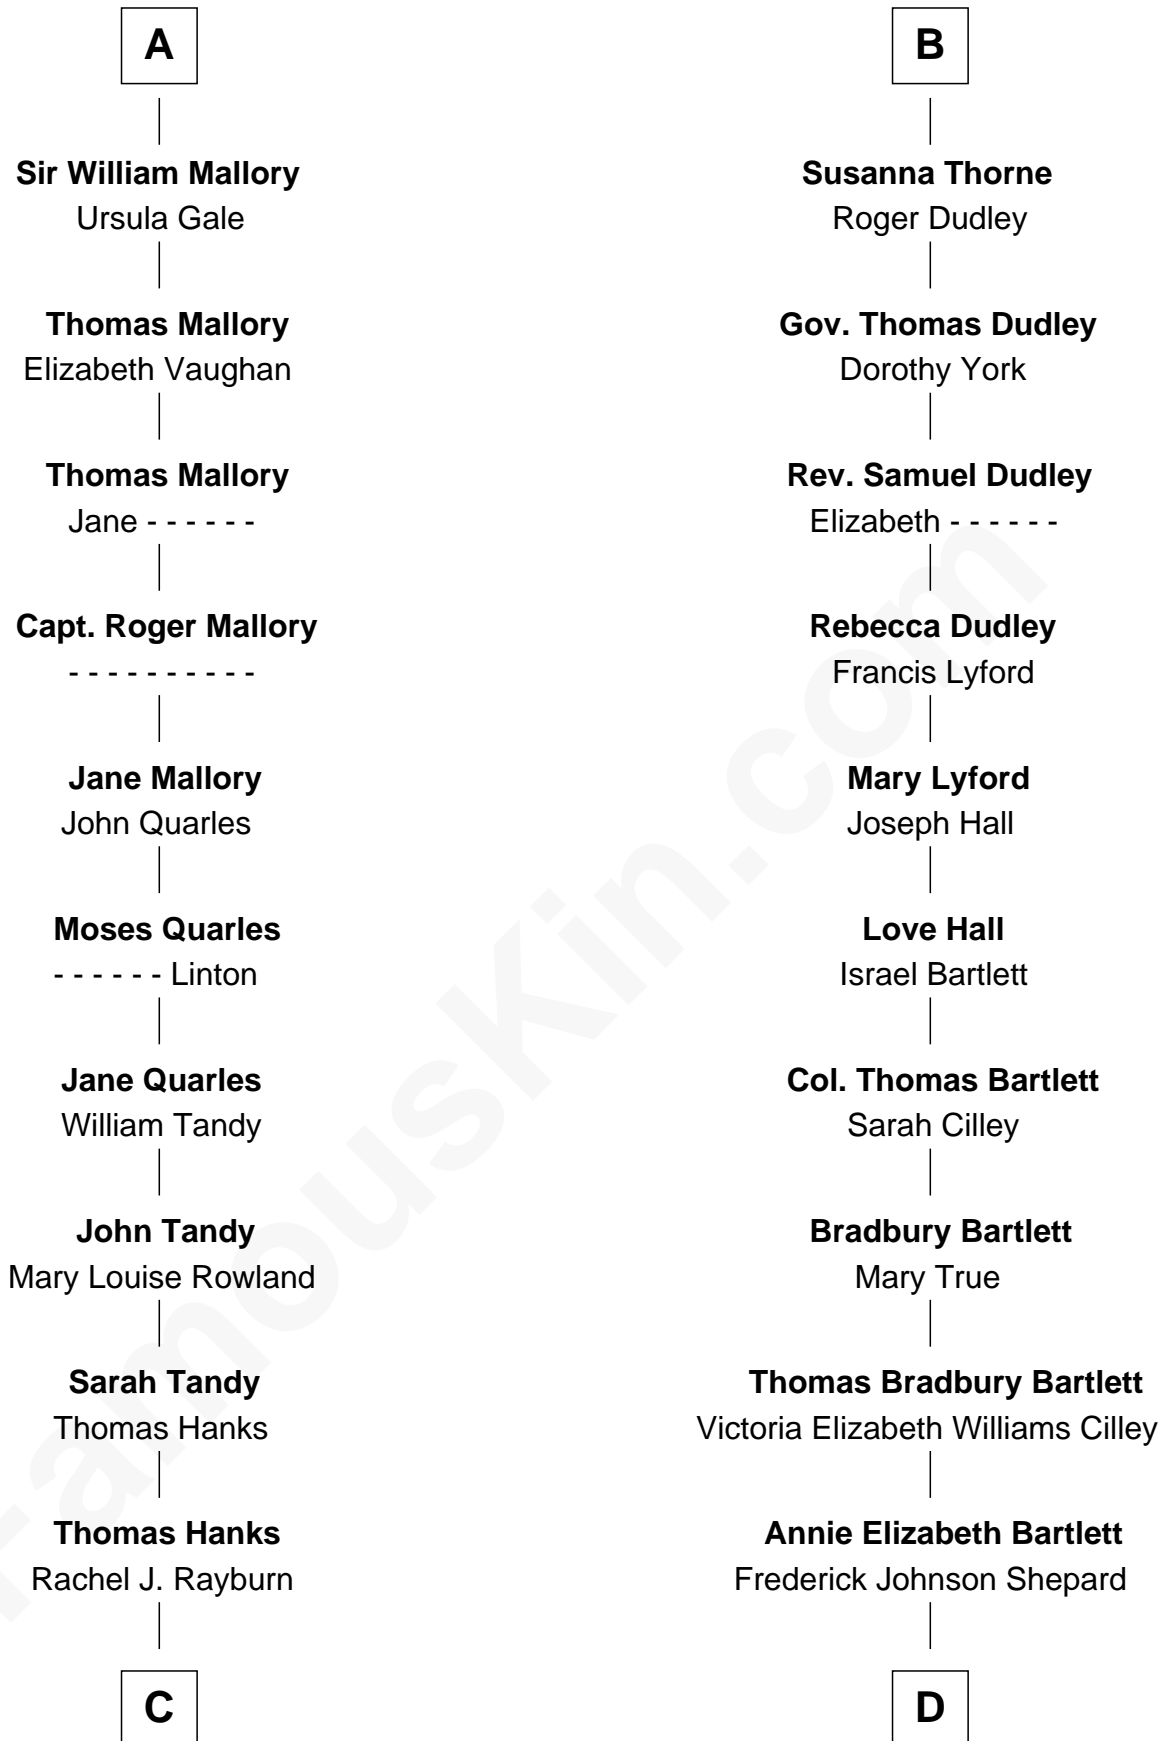 A
Sir William Mallory
Ursula Gale
Thomas Mallory
Elizabeth Vaughan
Thomas Mallory
Jane - - - - - -
Capt. Roger Mallory
- - - - - - - - - -
Jane Mallory
John Quarles
Moses Quarles
- - - - - - Linton
Jane Quarles
William Tandy
John Tandy
Mary Louise Rowland
Sarah Tandy
Thomas Hanks
Thomas Hanks
Rachel J. Rayburn
C
B
Susanna Thorne
Roger Dudley
Gov. Thomas Dudley
Dorothy York
Rev. Samuel Dudley
Elizabeth - - - - - -
Rebecca Dudley
Francis Lyford
Mary Lyford
Joseph Hall
Love Hall
Israel Bartlett
Col. Thomas Bartlett
Sarah Cilley
Bradbury Bartlett
Mary True
Thomas Bradbury Bartlett
Victoria Elizabeth Williams Cilley
Annie Elizabeth Bartlett
Frederick Johnson Shepard
D
FamousKin.com